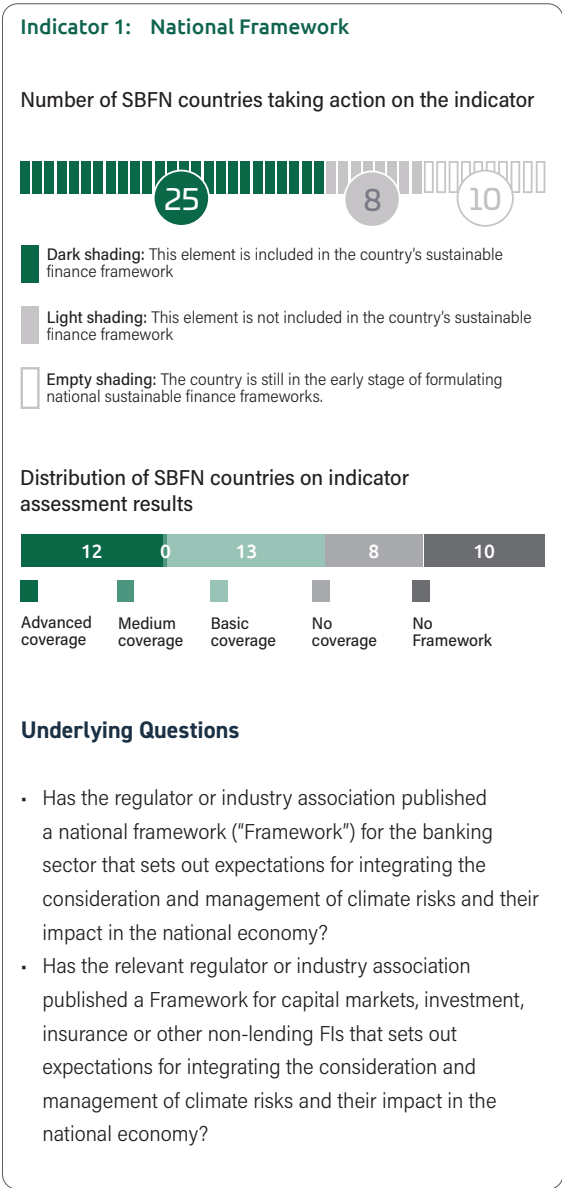 Indicator 1: National Framework
Number of SBFN countries taking action on the indicator
25 8 10
Dark shading: This element is included in the country’s sustainable
finance framework
Light shading: This element is not included in the country’s sustainable
finance framework
Empty shading: The country is still in the early stage of formulating
national sustainable finance frameworks.
Distribution of SBFN countries on indicator
assessment results
12 0 13 8 10
Advanced
coverage
Medium
coverage
Basic
coverage
No
coverage
No
Framework
Underlying Questions
• Has the regulator or industry association published
a national framework (“Framework”) for the banking
sector that sets out expectations for integrating the
consideration and management of climate risks and their
impact in the national economy?
• Has the relevant regulator or industry association
published a Framework for capital markets, investment,
insurance or other non-lending FIs that sets out
expectations for integrating the consideration and
management of climate risks and their impact in the
national economy?